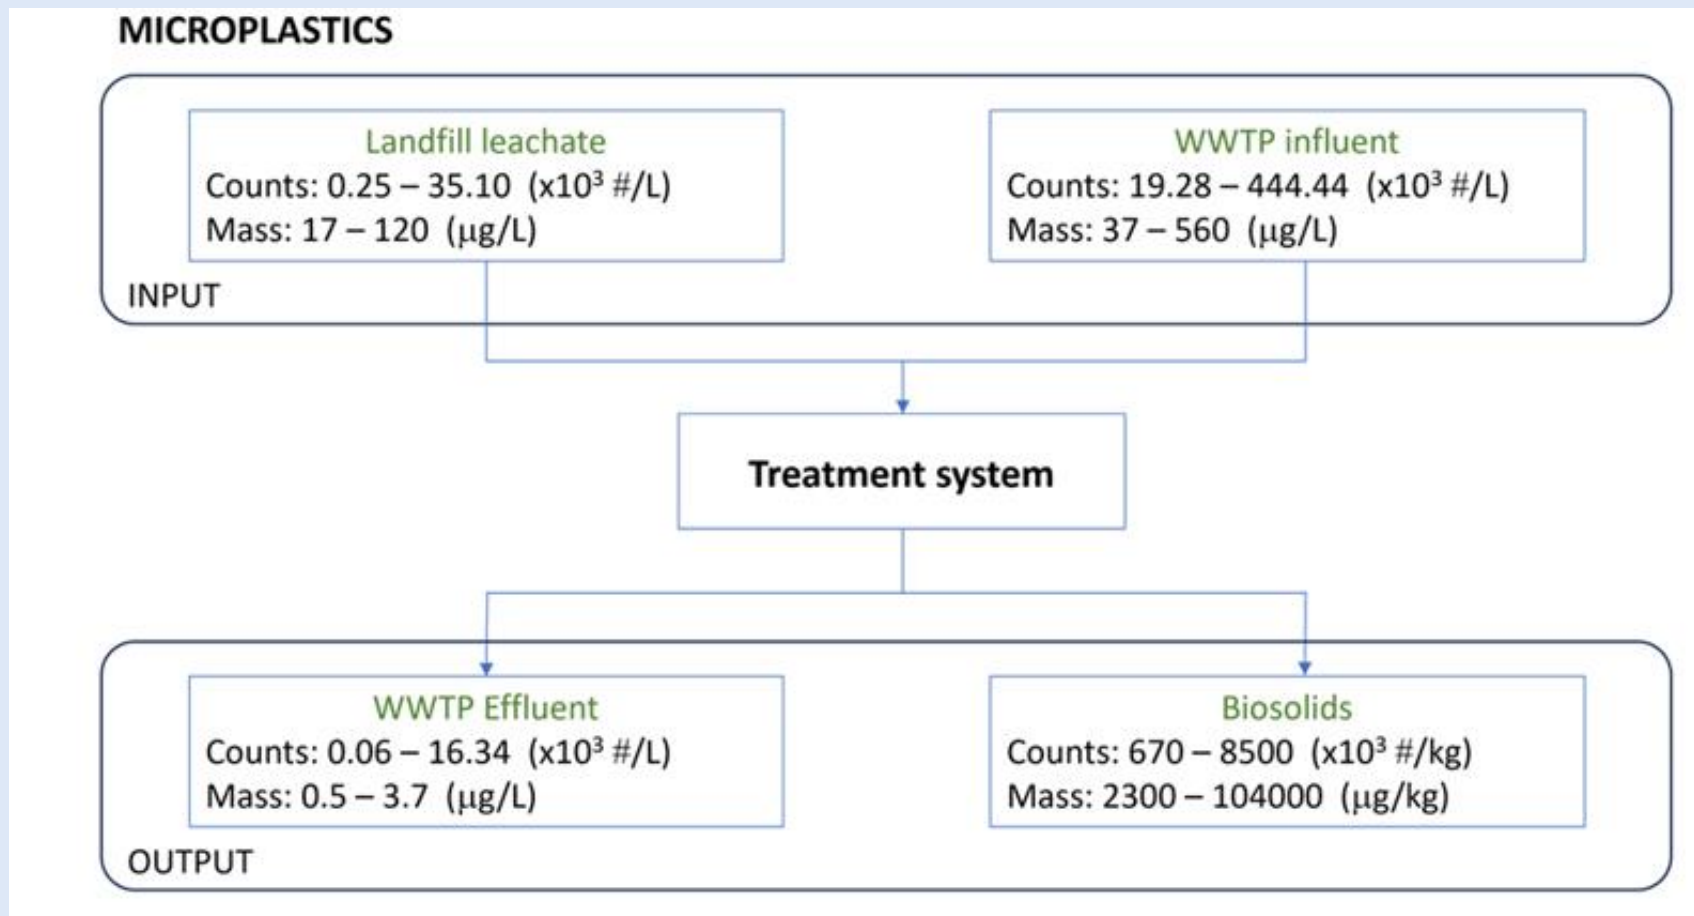 MICROPLASTICS
Landfill leachate
Counts: 0.25 – 35.10 (x10³ #/L)
Mass: 17 – 120 (µg/L)
WWTP influent
Counts: 19.28 – 444.44 (x10³ #/L)
Mass: 37 – 560 (µg/L)
INPUT
Treatment system
WWTP Effluent
Counts: 0.06 – 16.34 (x10³ #/L)
Mass: 0.5 – 3.7 (µg/L)
Biosolids
Counts: 670 – 8500 (x10³ #/kg)
Mass: 2300 – 104000 (µg/kg)
OUTPUT